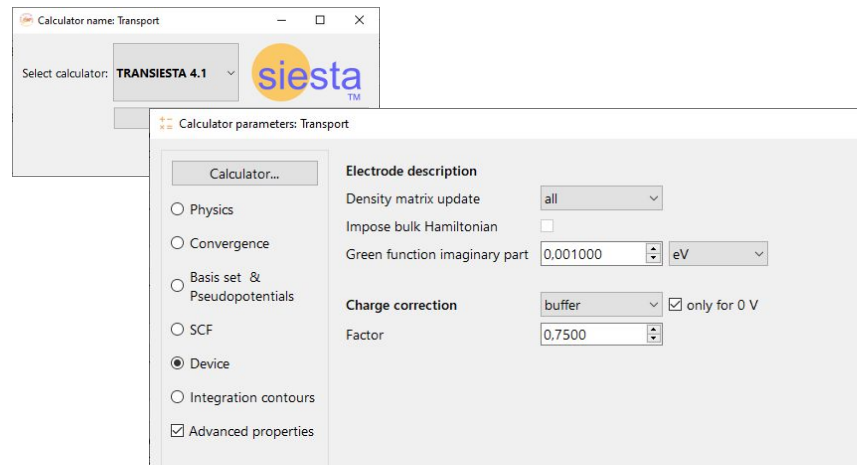 Calculator name: Transport
Select calculator: TRANSIESTA 4.1
siesta
TM
Calculator parameters: Transport
Calculator...
Physics
Convergence
Basis set &
Pseudopotentials
SCF
Device
Integration contours
Advanced properties
Electrode description
Density matrix update all
Impose bulk Hamiltonian
Green function imaginary part 0,001000 eV
Charge correction buffer only for 0 V
Factor 0,7500